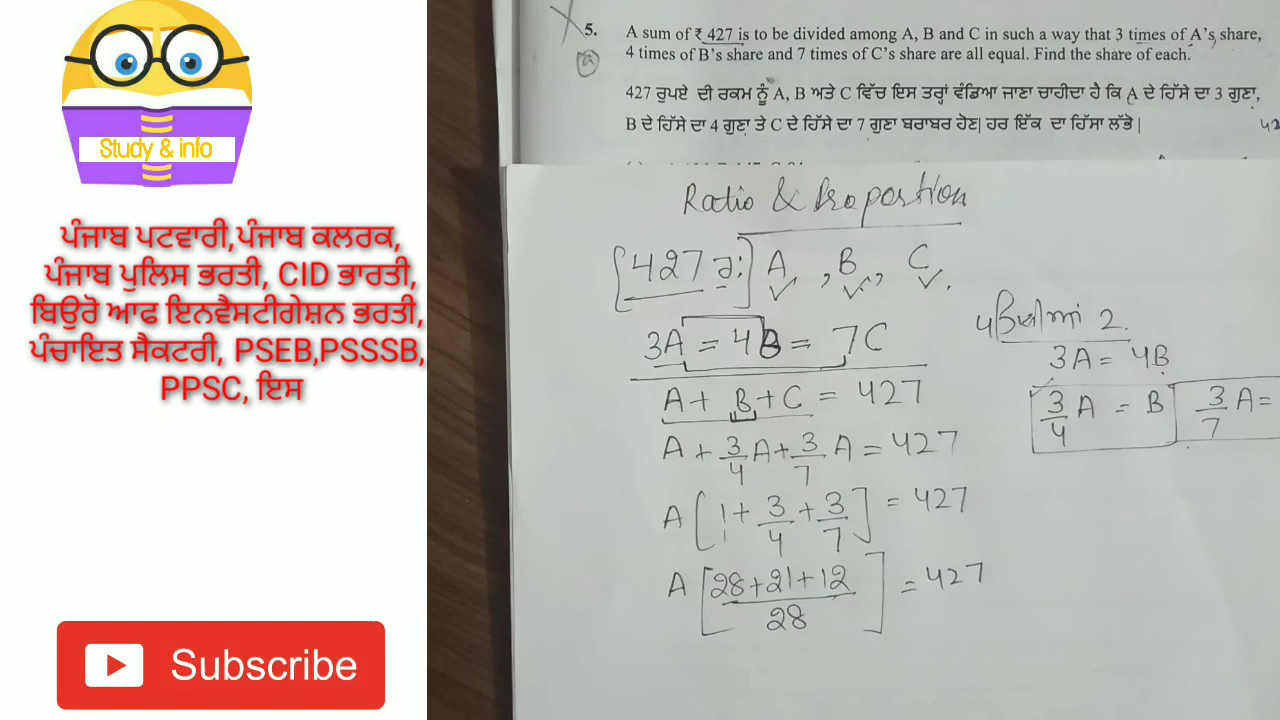 Study & info
ਪੰਜਾਬ ਪਟਵਾਰੀ,ਪੰਜਾਬ ਕਲਰਕ,
ਪੰਜਾਬ ਪੁਲਿਸ ਭਰਤੀ, CID ਭਾਰਤੀ,
ਬਿਉਰੋ ਆਫ ਇਨਵੈਸਟੀਗੇਸ਼ਨ ਭਰਤੀ,
ਪੰਚਾਇਤ ਸੈਕਟਰੀ, PSEB,PSSSB,
PPSC, ਇਸ
Subscribe
5. A sum of ₹ 427 is to be divided among A, B and C in such a way that 3 times of A's share,
4 times of B's share and 7 times of C's share are all equal. Find the share of each.
427 ਰੁਪਏ ਦੀ ਰਕਮ ਨੂੰ A, B ਅਤੇ C ਵਿੱਚ ਇਸ ਤਰ੍ਹਾਂ ਵੰਡਿਆ ਜਾਣਾ ਚਾਹੀਦਾ ਹੈ ਕਿ A ਦੇ ਹਿੱਸੇ ਦਾ 3 ਗੁਣਾ,
B ਦੇ ਹਿੱਸੇ ਦਾ 4 ਗੁਣਾ ਤੇ C ਦੇ ਹਿੱਸੇ ਦਾ 7 ਗੁਣਾ ਬਰਾਬਰ ਹੋਣ| ਹਰ ਇੱਕ ਦਾ ਹਿੱਸਾ ਲੱਭੋ |
Ratio & Proportion
[427 ਰੁ:] A, B, C.
3A = 4B = 7C
A + B + C = 427
A + 3/4 A + 3/7 A = 427
A [1 + 3/4 + 3/7] = 427
A [28+21+12 / 28] = 427
3A = 4B
3/4 A = B
3/7 A =